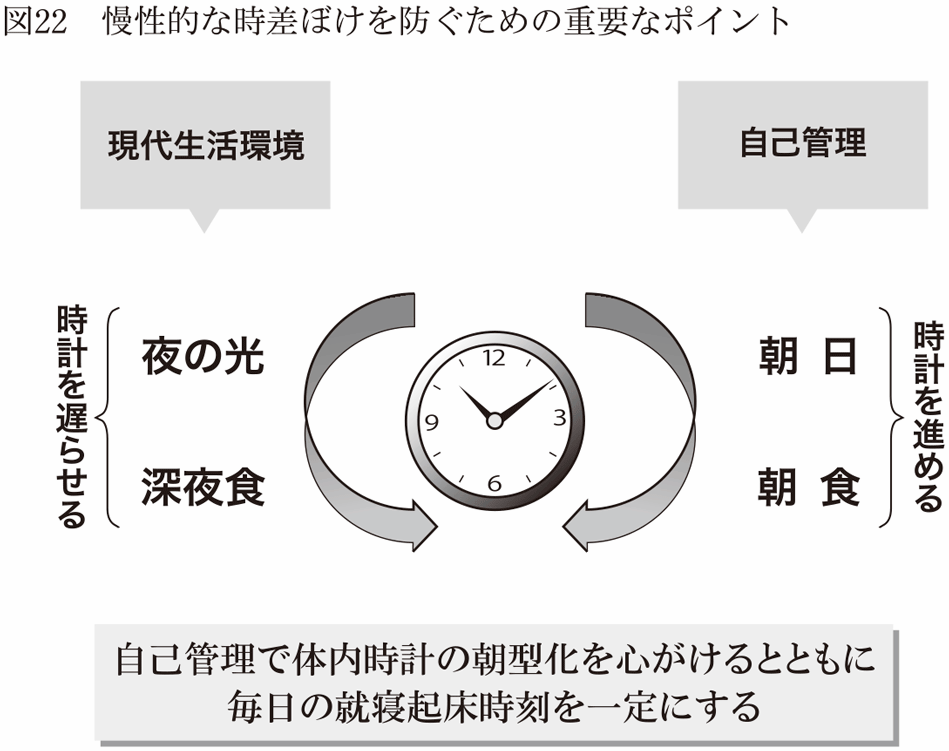 図22　慢性的な時差ぼけを防ぐための重要なポイント
現代生活環境
自己管理
時計を遅らせる
夜の光
深夜食
12
3
6
9
朝 日
朝 食
時計を進める
自己管理で体内時計の朝型化を心がけるとともに
毎日の就寝起床時刻を一定にする